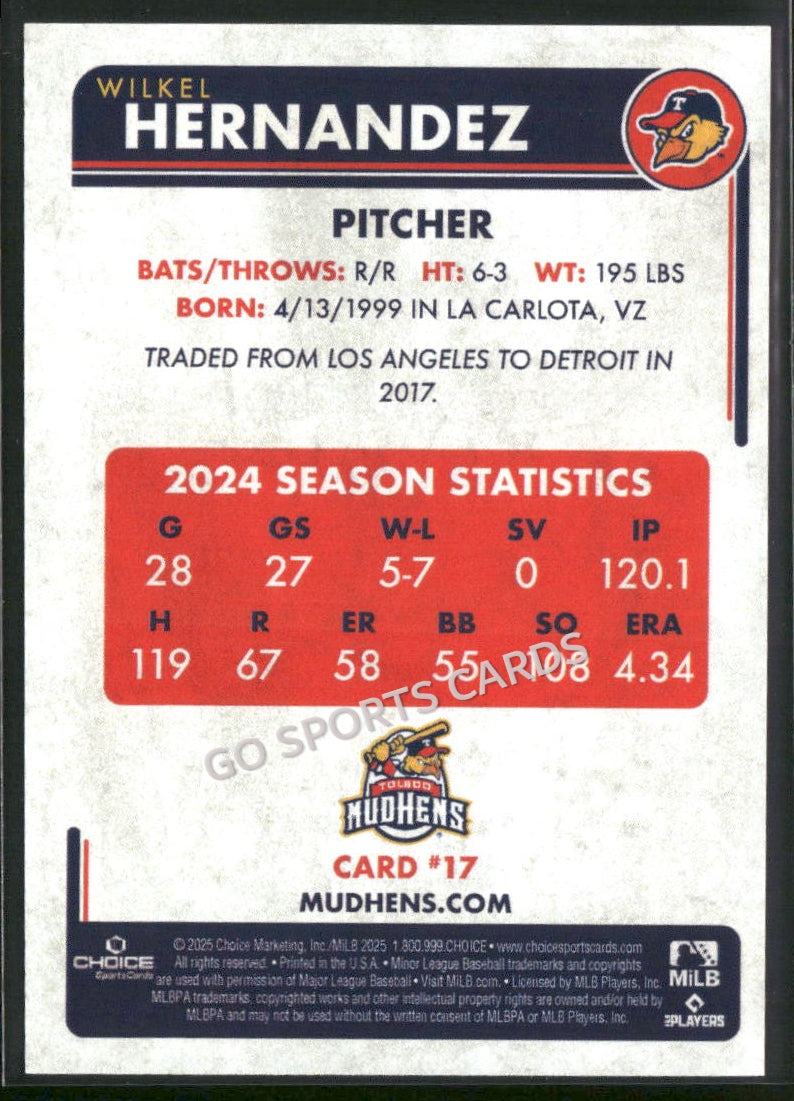 WILKEL
HERNANDEZ
T
PITCHER
BATS/THROWS: R/R HT: 6-3 WT: 195 LBS
BORN: 4/13/1999 IN LA CARLOTA, VZ
TRADED FROM LOS ANGELES TO DETROIT IN
2017.
2024 SEASON STATISTICS
G GS W-L SV IP
28 27 5-7 0 120.1
H R ER BB SO ERA
119 67 58 55 108 4.34
GO SPORTS CARDS
T
TOLEDO
MUDHENS
CARD #17
MUDHENS.COM
CHOICE
Sports Cards
© 2025 Choice Marketing, Inc./MiLB 2025 • 1.800.999.CHOICE • www.choicesportscards.com
All rights reserved. • Printed in the U.S.A. • Minor League Baseball trademarks and copyrights
are used with permission of Major League Baseball • Visit MiLB.com. • Licensed by MLB Players, Inc.
MLBPA trademarks, copyrighted works and other intellectual property rights are owned and/or held by
MLBPA and may not be used without the written consent of MLBPA or MLB Players, Inc.
MiLB
PLAYERS